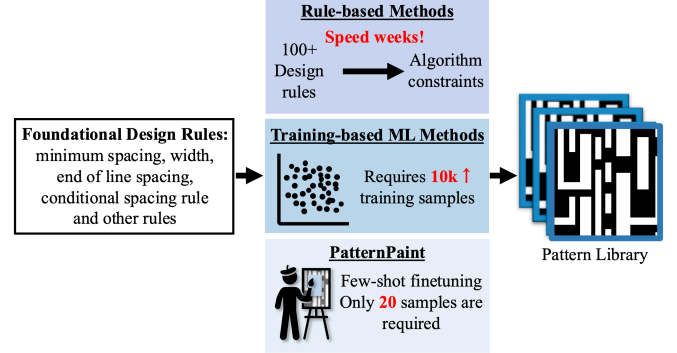 Foundational Design Rules:
minimum spacing, width,
end of line spacing,
conditional spacing rule
and other rules
Rule-based Methods
Speed weeks!
100+
Design
rules
Algorithm
constraints
Training-based ML Methods
Requires 10k ↑
training samples
PatternPaint
Few-shot finetuning
Only 20 samples are
required
Pattern Library